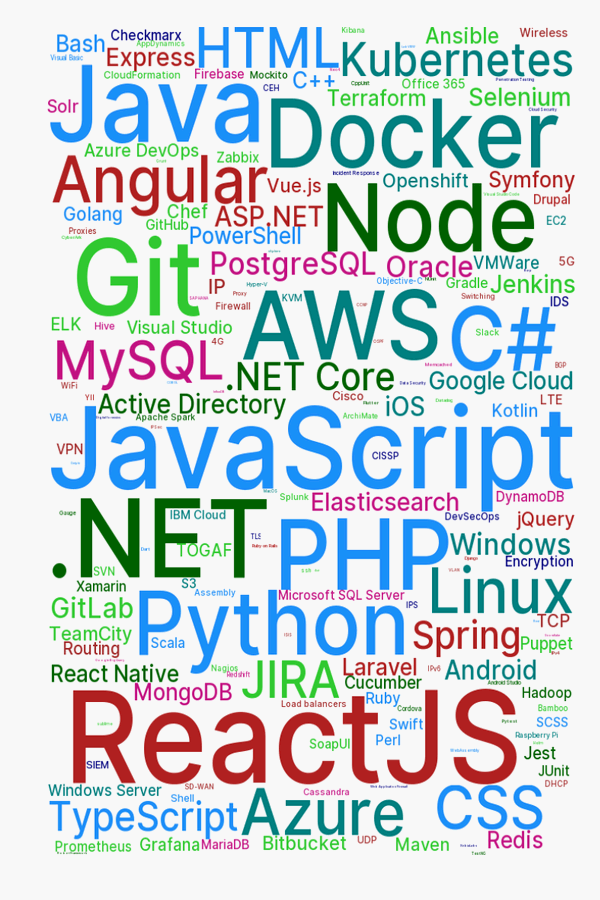 Kibana
Ansible
Wireless
Checkmarx
Bash
AppDynamics
HTML
Visual Basic
Express
Kubernetes
CloudFormation
Firebase
Mockito
C++
CEH
CppUnit
Office 365
Penetration Testing
Java
Terraform
Selenium
Solr
Docker
Cloud Security
Azure DevOps
Zabbix
Angular
Vue.js
Incident Response
Openshift
Symfony
Node
Drupal
Golang
Chef
ASP.NET
GitHub
EC2
Proxies
PowerShell
Git
PostgreSQL
Oracle
VMWare
5G
IP
Hyper-V
Objective-C
Gradle
Jenkins
Proxy
KVM
Switching
IDS
Firewall
AWS
C#
ELK
Hive
Visual Studio
Slack
4G
MySQL
.NET Core
Google Cloud
BGP
WiFi
Data Security
Memcached
YII
Active Directory
Cisco
iOS
LTE
VBA
Apache Spark
ArchiMate
Kotlin
JavaScript
VPN
CISSP
Splunk
Elasticsearch
DynamoDB
.NET
IBM Cloud
DevSecOps
jQuery
PHP
TLS
Windows
TOGAF
Ruby on Rails
Django
Encryption
SVN
Xamarin
S3
Assembly
Microsoft SQL Server
IPS
Linux
GitLab
Python
TCP
TeamCity
Scala
Spring
Puppet
Routing
React Native
Nagios
Redshift
JIRA
Laravel
IPv6
Android
Cucumber
Android Studio
MongoDB
Ruby
Hadoop
Load balancers
Cordova
Bamboo
ReactJS
Swift
SCSS
SoapUI
Perl
Raspberry Pi
Jest
SIEM
JUnit
Windows Server
SD-WAN
DHCP
Shell
Cassandra
CSS
TypeScript
Azure
Prometheus
Grafana
MariaDB
Bitbucket
UDP
Maven
Redis